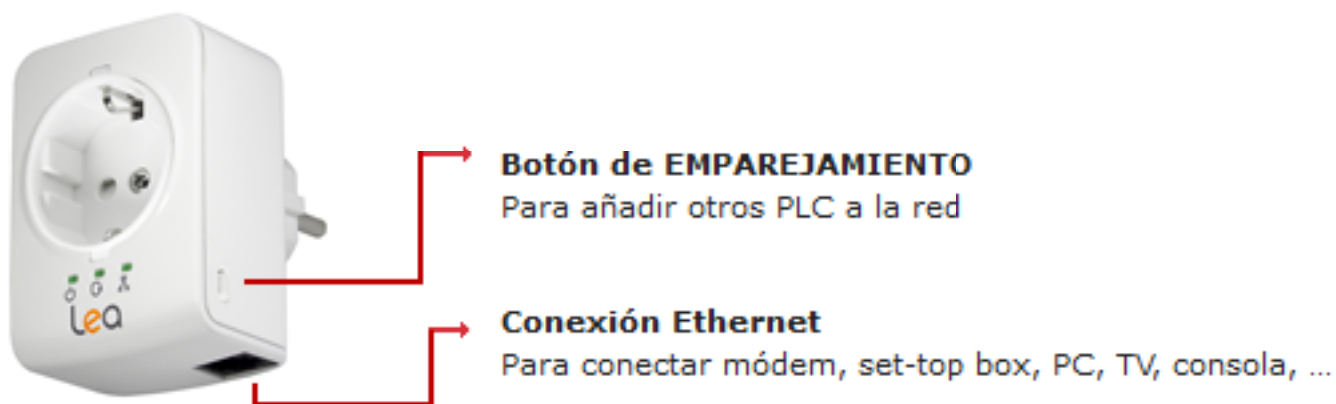 Botón de EMPAREJAMIENTO
Para añadir otros PLC a la red
lea
Conexión Ethernet
Para conectar módem, set-top box, PC, TV, consola, ...